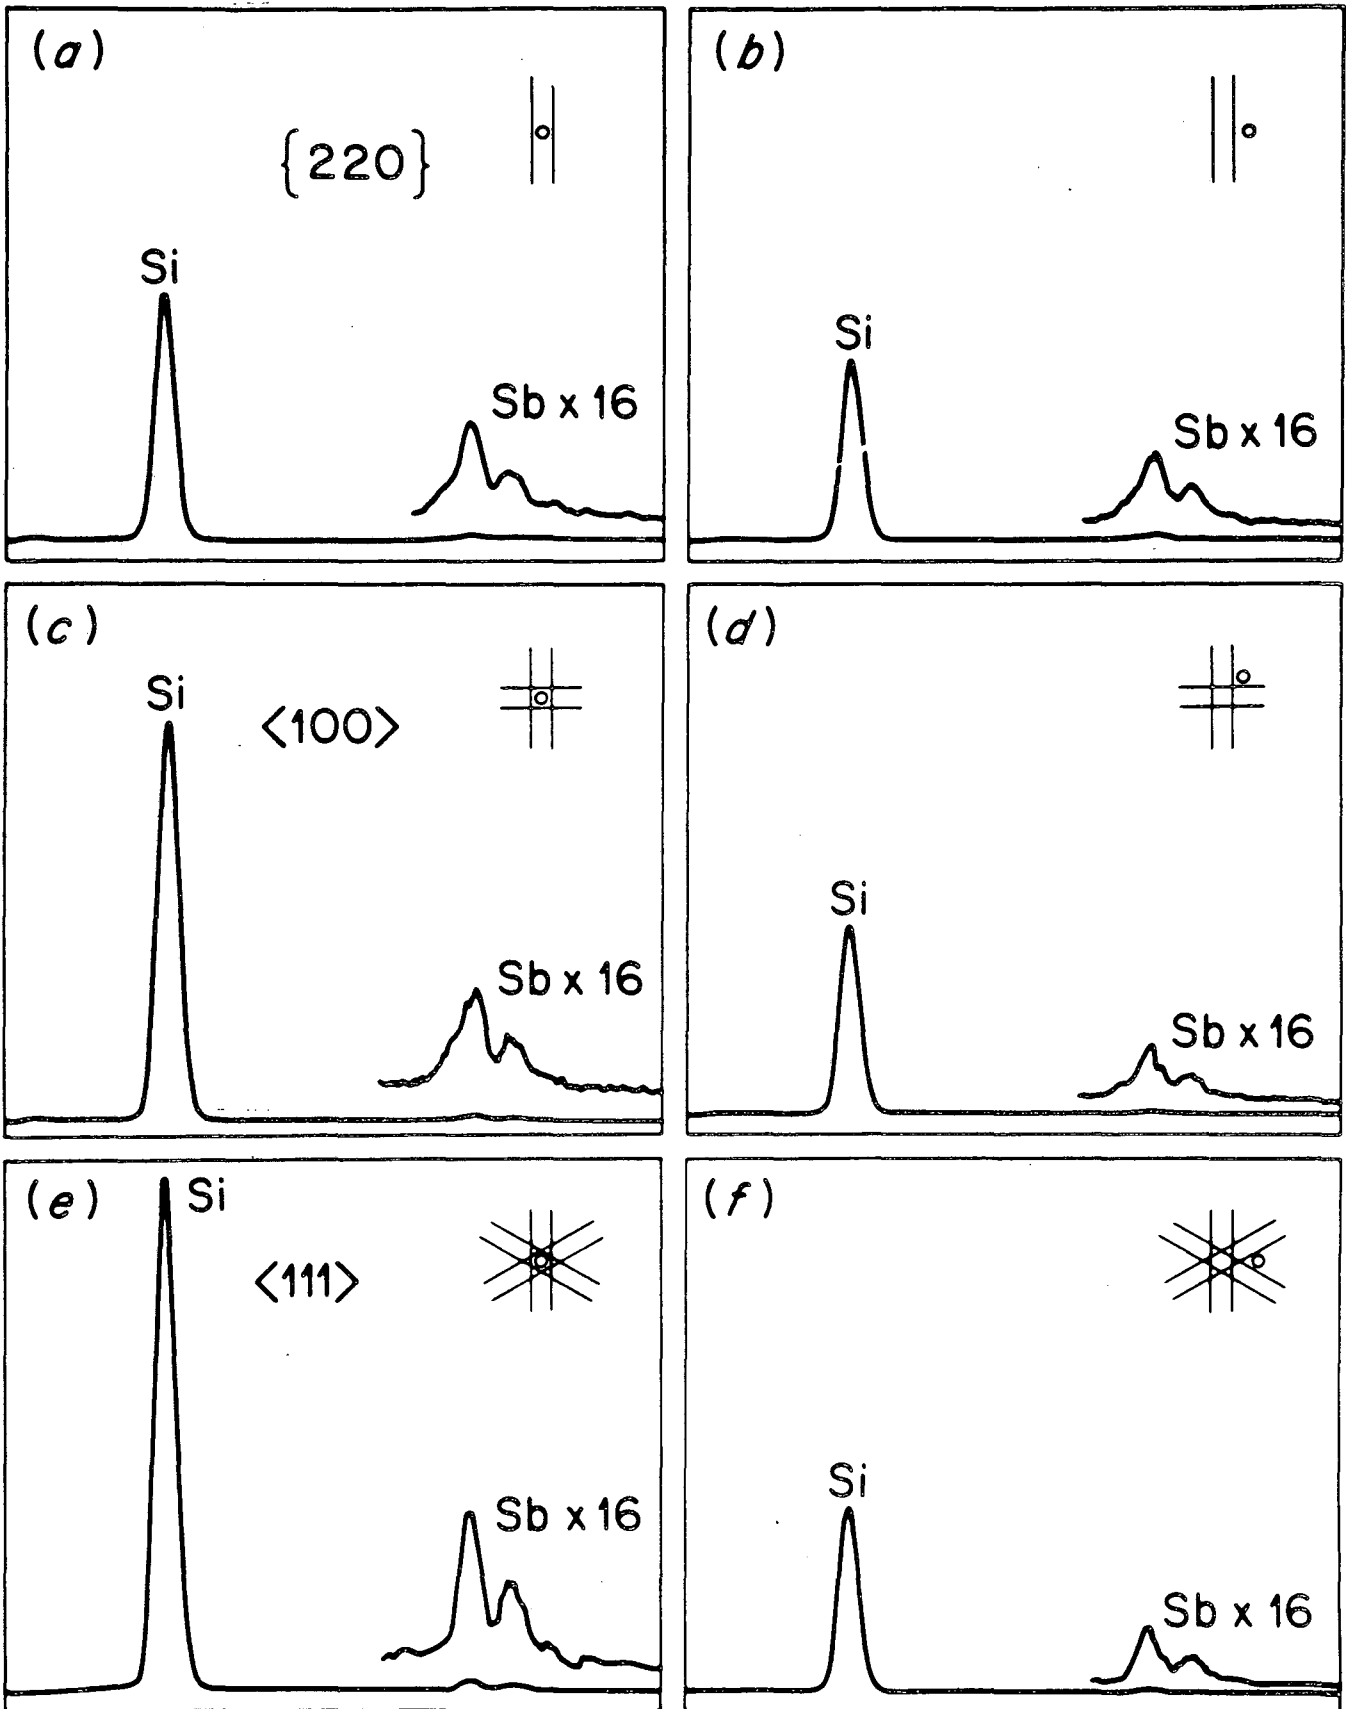 (a)
{220}
Si
Sb x 16
(b)
Si
Sb x 16
(c)
Si
<100>
Sb x 16
(d)
Si
Sb x 16
(e)
Si
<111>
Sb x 16
(f)
Si
Sb x 16